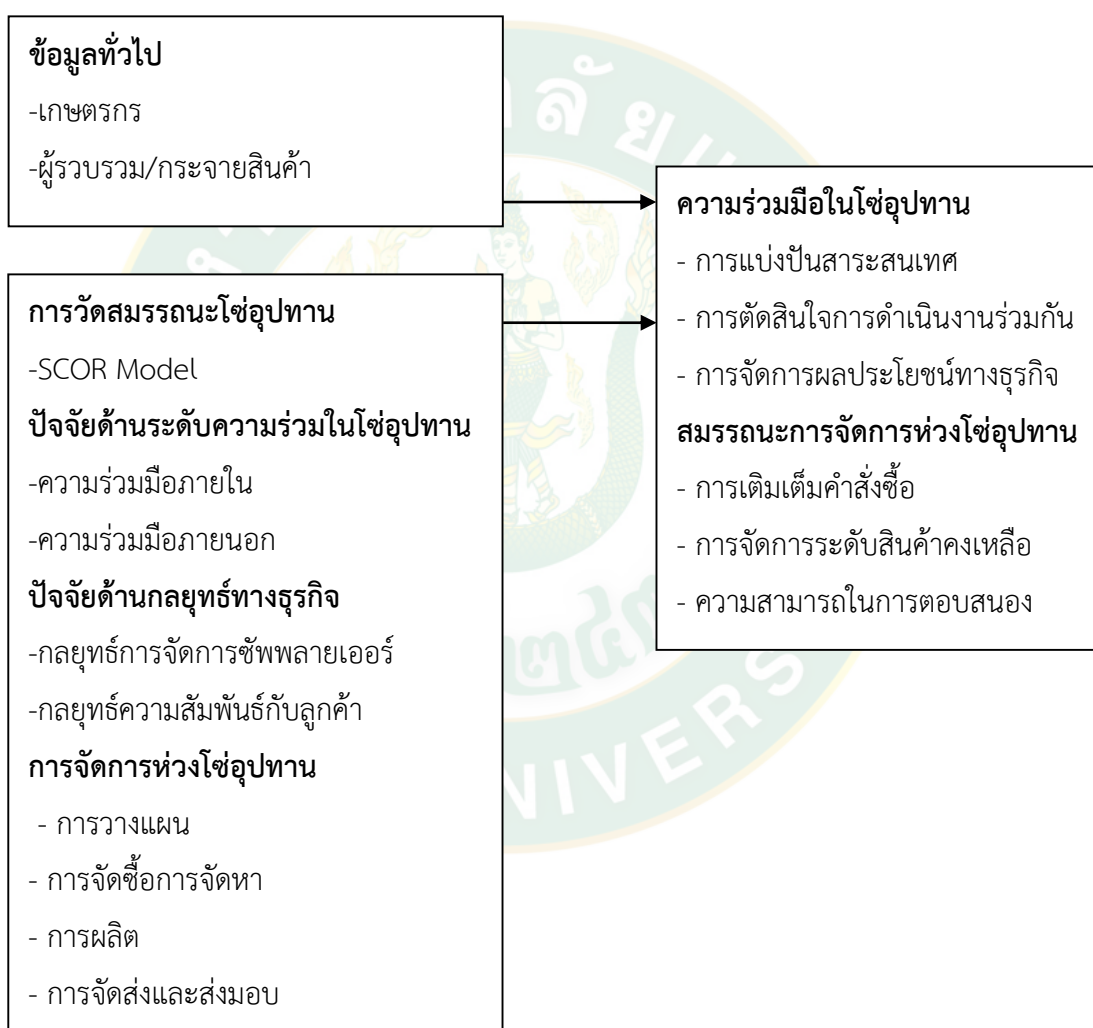 ข้อมูลทั่วไป
-เกษตรกร
-ผู้รวบรวม/กระจายสินค้า
การวัดสมรรถนะโซ่อุปทาน
-SCOR Model
ปัจจัยด้านระดับความร่วมในโซ่อุปทาน
-ความร่วมมือภายใน
-ความร่วมมือภายนอก
ปัจจัยด้านกลยุทธ์ทางธุรกิจ
-กลยุทธ์การจัดการซัพพลายเออร์
-กลยุทธ์ความสัมพันธ์กับลูกค้า
การจัดการห่วงโซ่อุปทาน
- การวางแผน
- การจัดซื้อการจัดหา
- การผลิต
- การจัดส่งและส่งมอบ
ความร่วมมือในโซ่อุปทาน
- การแบ่งปันสาระสนเทศ
- การตัดสินใจการดำเนินงานร่วมกัน
- การจัดการผลประโยชน์ทางธุรกิจ
สมรรถนะการจัดการห่วงโซ่อุปทาน
- การเติมเต็มคำสั่งซื้อ
- การจัดการระดับสินค้าคงเหลือ
- ความสามารถในการตอบสนอง